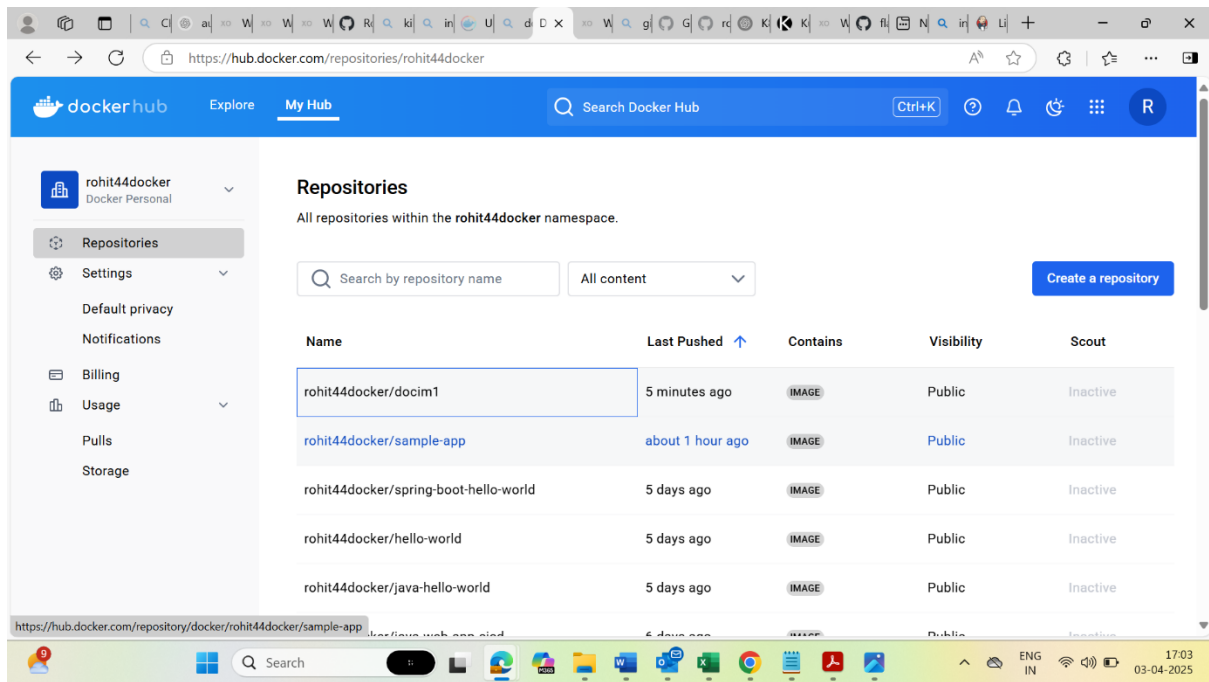 https://hub.docker.com/repositories/rohit44docker
dockerhub Explore My Hub Search Docker Hub Ctrl+K R
rohit44docker
Docker Personal
Repositories
Settings
Default privacy
Notifications
Billing
Usage
Pulls
Storage
Repositories
All repositories within the rohit44docker namespace.
Search by repository name All content Create a repository
Name Last Pushed Contains Visibility Scout
rohit44docker/docim1 5 minutes ago IMAGE Public Inactive
rohit44docker/sample-app about 1 hour ago IMAGE Public Inactive
rohit44docker/spring-boot-hello-world 5 days ago IMAGE Public Inactive
rohit44docker/hello-world 5 days ago IMAGE Public Inactive
rohit44docker/java-hello-world 5 days ago IMAGE Public Inactive
https://hub.docker.com/repository/docker/rohit44docker/sample-app
9 Search ENG 17:03
IN 03-04-2025